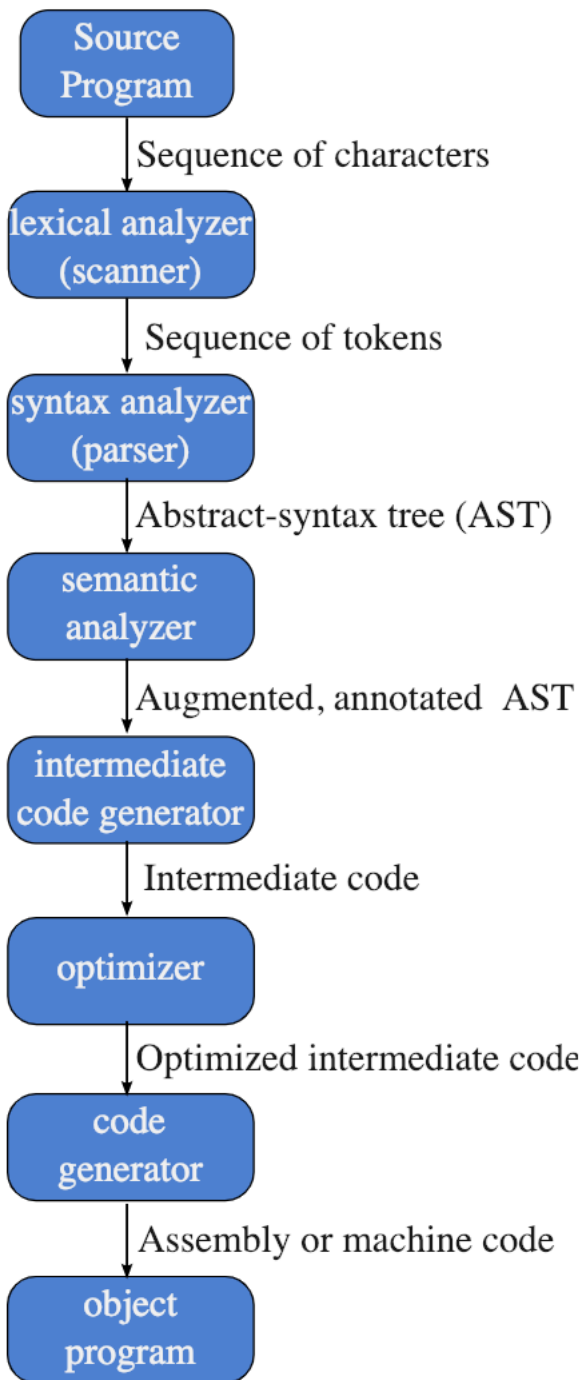 Source
Program
Sequence of characters
lexical analyzer
(scanner)
Sequence of tokens
syntax analyzer
(parser)
Abstract-syntax tree (AST)
semantic
analyzer
Augmented, annotated AST
intermediate
code generator
Intermediate code
optimizer
Optimized intermediate code
code
generator
Assembly or machine code
object
program